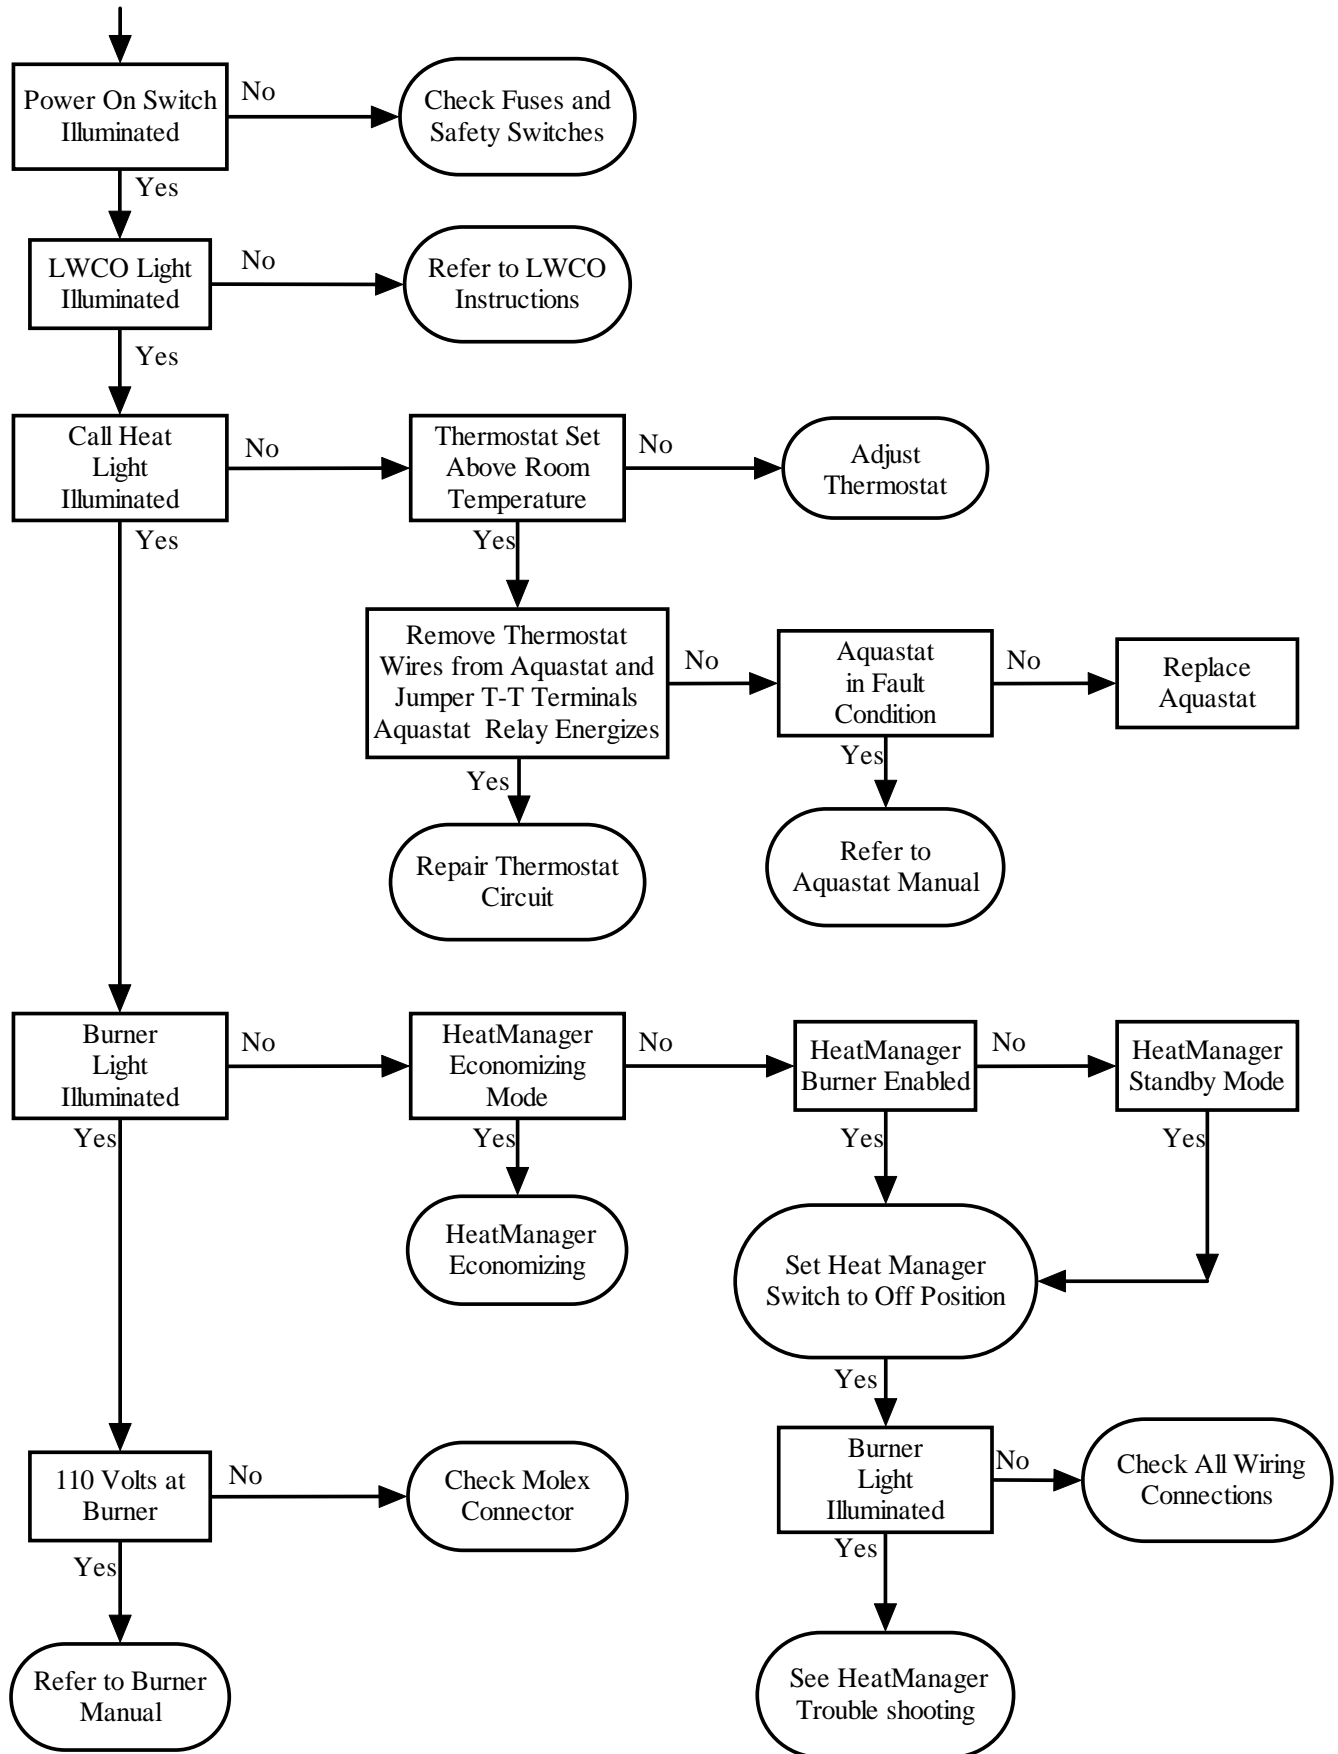 Power On Switch
Illuminated
No
Check Fuses and
Safety Switches
Yes
LWCO Light
Illuminated
No
Refer to LWCO
Instructions
Yes
Call Heat
Light
Illuminated
No
Thermostat Set
Above Room
Temperature
No
Adjust
Thermostat
Yes
Yes
Remove Thermostat
Wires from Aquastat and
Jumper T-T Terminals
Aquastat Relay Energizes
No
Aquastat
in Fault
Condition
No
Replace
Aquastat
Yes
Yes
Repair Thermostat
Circuit
Refer to
Aquastat Manual
Burner
Light
Illuminated
No
HeatManager
Economizing
Mode
No
HeatManager
Burner Enabled
No
HeatManager
Standby Mode
Yes
Yes
Yes
Yes
HeatManager
Economizing
Set Heat Manager
Switch to Off Position
Yes
110 Volts at
Burner
No
Check Molex
Connector
Burner
Light
Illuminated
No
Check All Wiring
Connections
Yes
Yes
Refer to Burner
Manual
See HeatManager
Trouble shooting